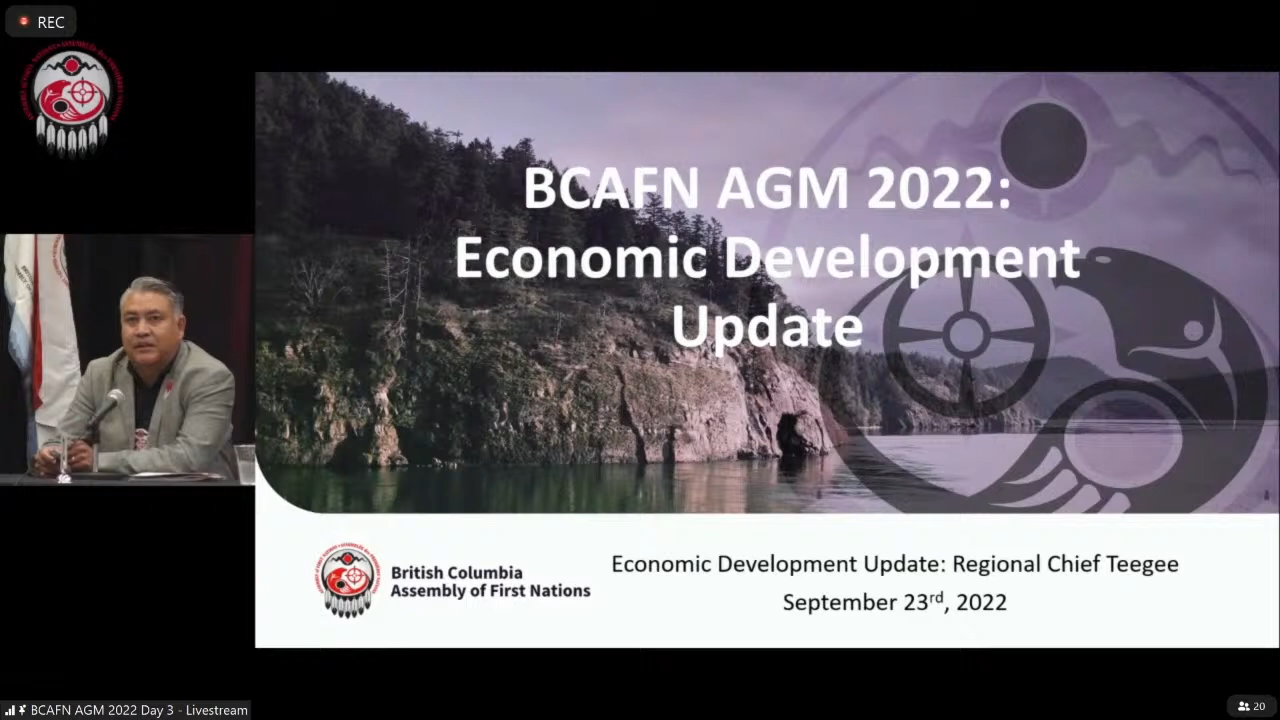 REC
BCAFN AGM 2022:
Economic Development
Update
British Columbia
Assembly of First Nations
Economic Development Update: Regional Chief Teegee
September 23rd, 2022
BCAFN AGM 2022 Day 3 - Livestream
20